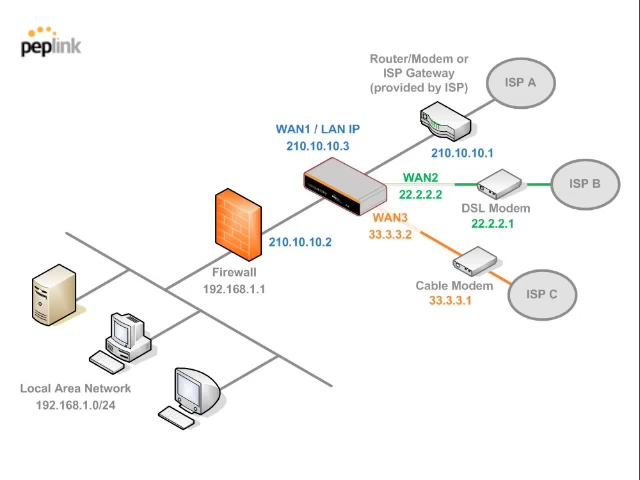 peplink
Router/Modem or
ISP Gateway
(provided by ISP)
ISP A
WAN1 / LAN IP
210.10.10.3
210.10.10.1
WAN2
22.2.2.2
ISP B
DSL Modem
22.2.2.1
WAN3
33.3.3.2
210.10.10.2
Firewall
192.168.1.1
Cable Modem
33.3.3.1
ISP C
Local Area Network
192.168.1.0/24